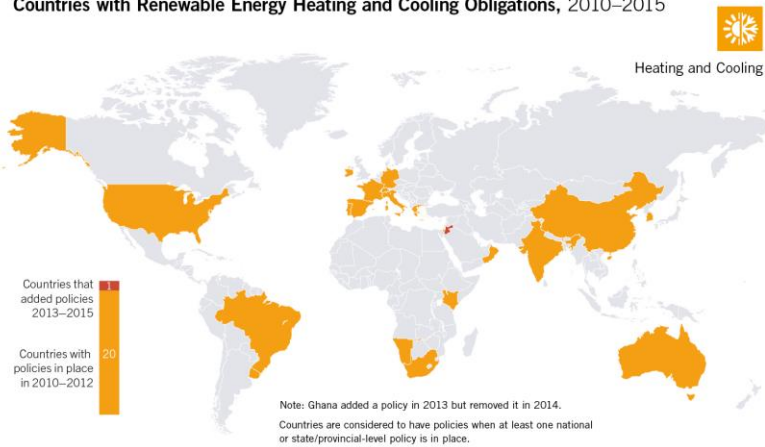 Countries with Renewable Energy Heating and Cooling Obligations, 2010–2015
Heating and Cooling
Countries that
added policies
2013–2015
1
Countries with
policies in place
in 2010–2012
20
Note: Ghana added a policy in 2013 but removed it in 2014.
Countries are considered to have policies when at least one national
or state/provincial-level policy is in place.